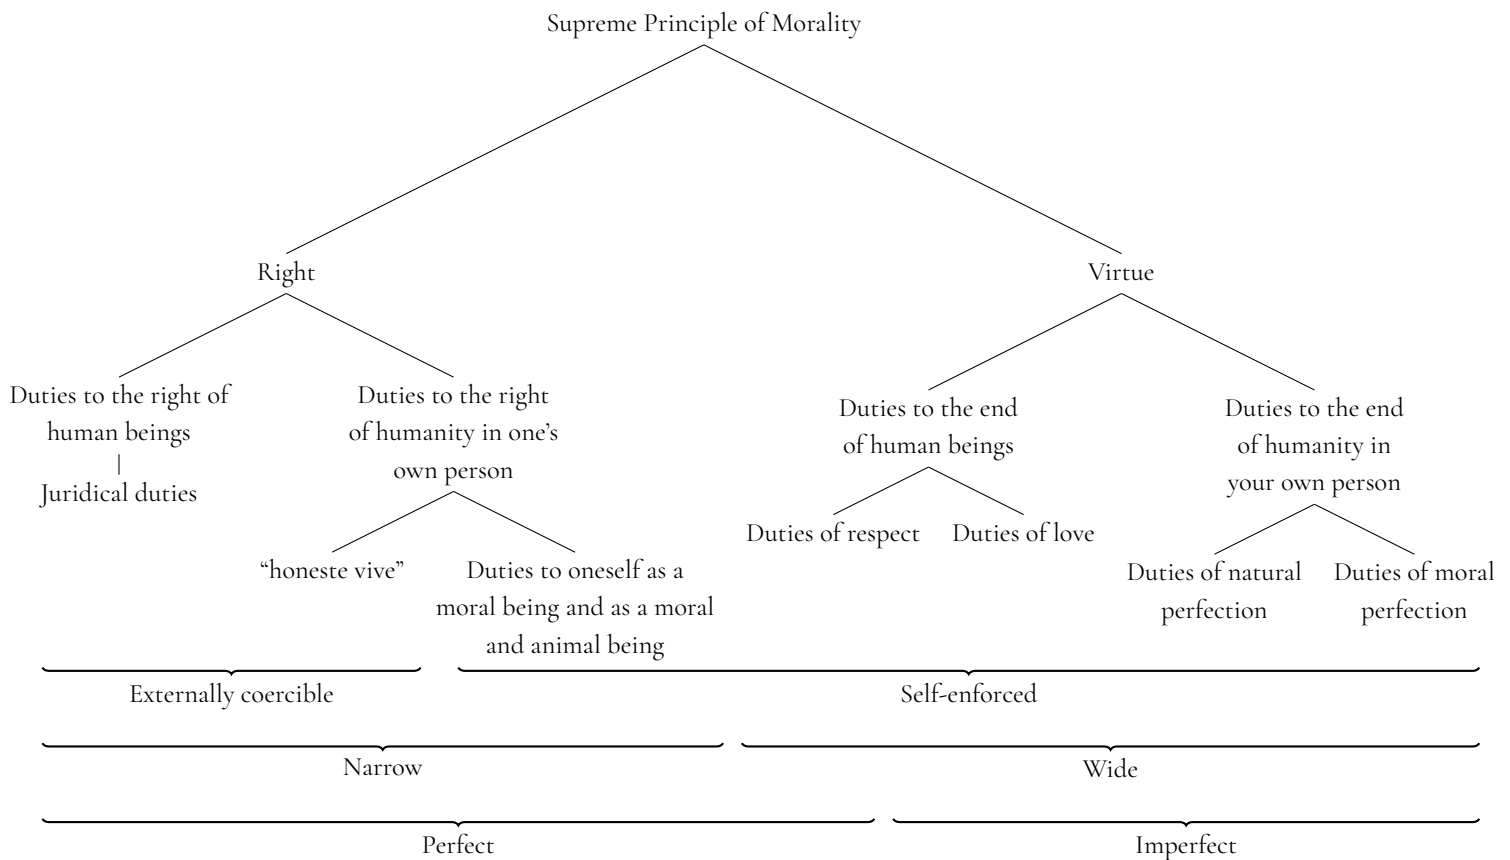 Supreme Principle of Morality
Right
Virtue
Duties to the right of
human beings
Juridical duties
Duties to the right
of humanity in one’s
own person
“honeste vive”
Duties to oneself as a
moral being and as a moral
and animal being
Duties to the end
of human beings
Duties of respect
Duties of love
Duties to the end
of humanity in
your own person
Duties of natural
perfection
Duties of moral
perfection
Externally coercible
Self-enforced
Narrow
Wide
Perfect
Imperfect